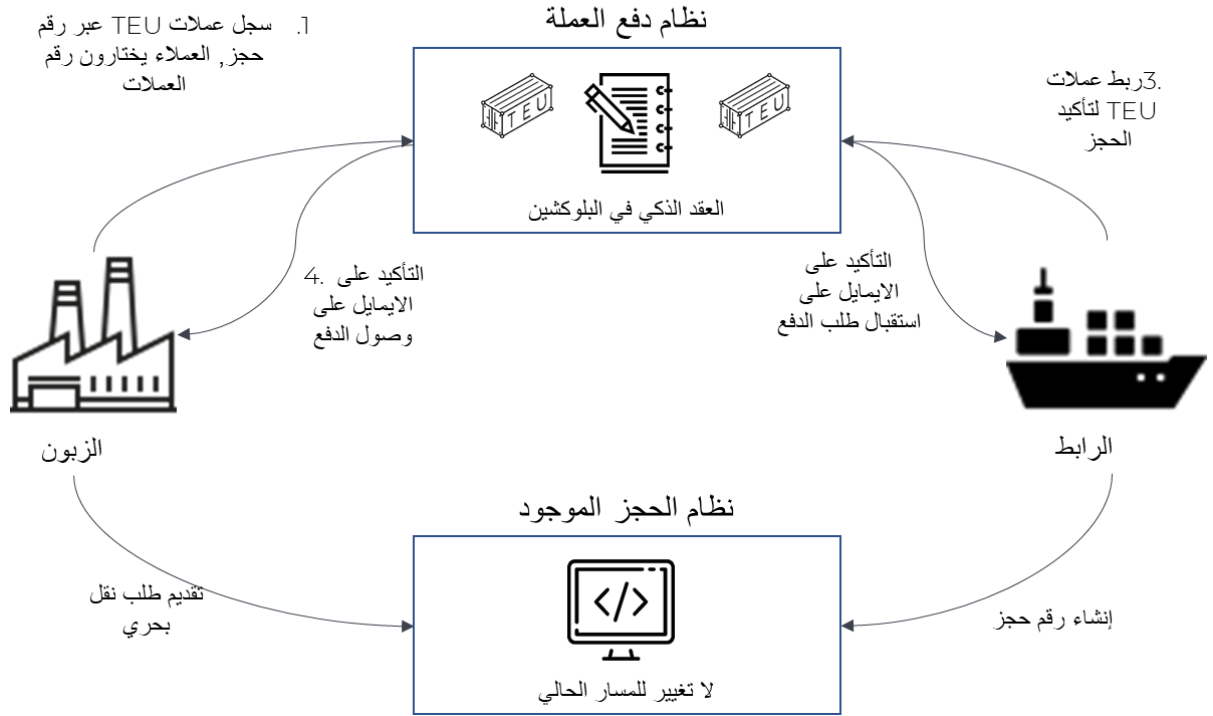 نظام دفع العملة
1. سجل عملات TEU عبر رقم
حجز, العملاء يختارون رقم
العملات
TEU
TEU
العقد الذكي في البلوكشين
3.ربط عملات
TEU لتأكيد
الحجز
4. التأكيد على
الايمايل على
وصول الدفع
التأكيد على
الايمايل على
استقبال طلب الدفع
الزبون
الرابط
نظام الحجز الموجود
</>
لا تغيير للمسار الحالي
تقديم طلب نقل
بحري
إنشاء رقم حجز